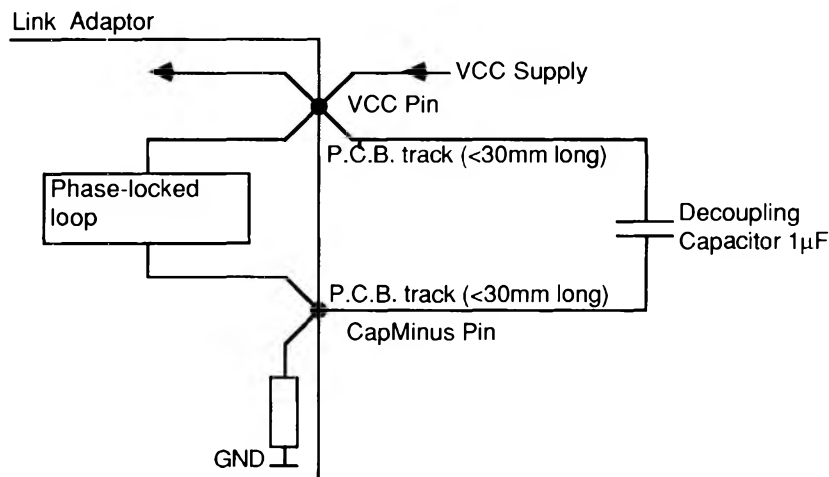 Link Adaptor
VCC Supply
VCC Pin
P.C.B. track (<30mm long)
Phase-locked
loop
Decoupling
Capacitor 1µF
P.C.B. track (<30mm long)
CapMinus Pin
GND